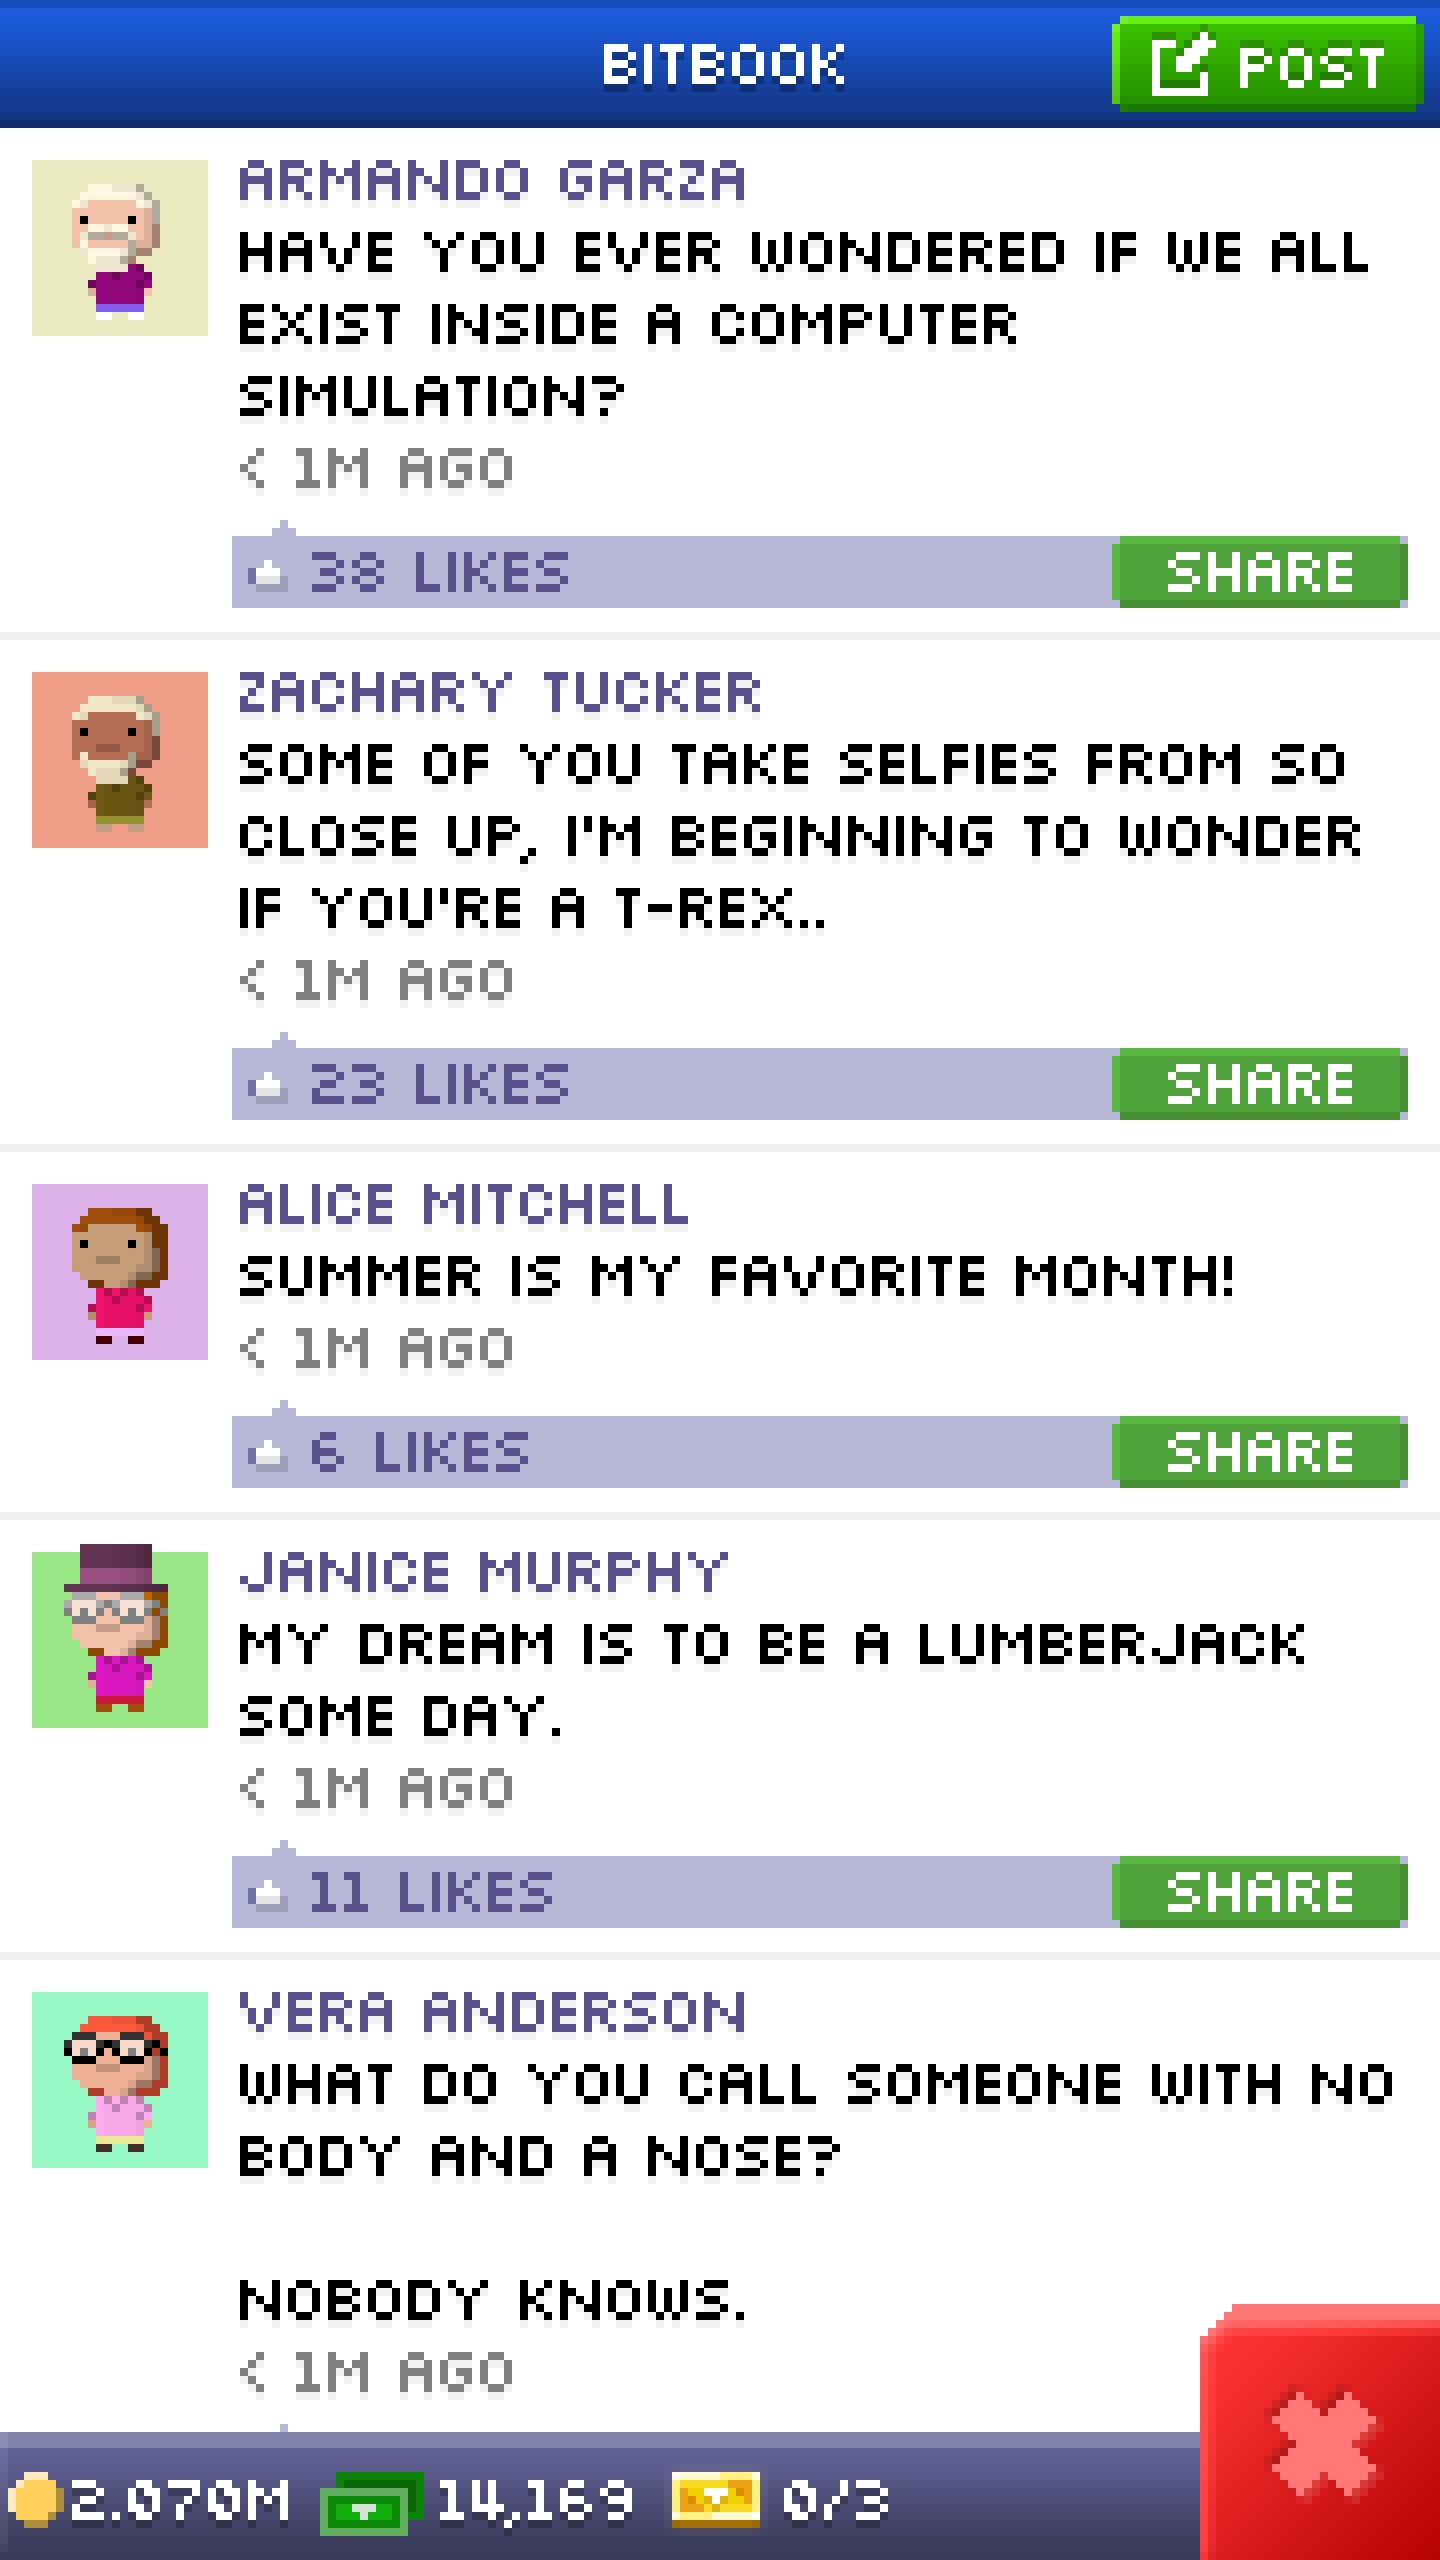 BITBOOK
POST
ARMANDO GARZA
HAVE YOU EVER WONDERED IF WE ALL
EXIST INSIDE A COMPUTER
SIMULATION?
< 1M AGO
38 LIKES
SHARE
ZACHARY TUCKER
SOME OF YOU TAKE SELFIES FROM SO
CLOSE UP, I'M BEGINNING TO WONDER
IF YOU'RE A T-REX..
< 1M AGO
23 LIKES
SHARE
ALICE MITCHELL
SUMMER IS MY FAVORITE MONTH!
< 1M AGO
6 LIKES
SHARE
JANICE MURPHY
MY DREAM IS TO BE A LUMBERJACK
SOME DAY.
< 1M AGO
11 LIKES
SHARE
VERA ANDERSON
WHAT DO YOU CALL SOMEONE WITH NO
BODY AND A NOSE?
NOBODY KNOWS.
< 1M AGO
2.070M
14,169
0/3